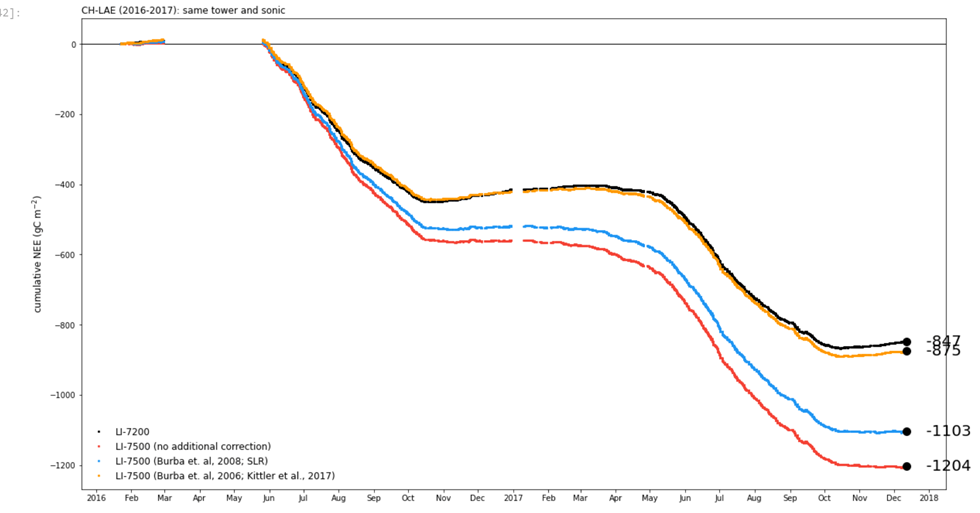 42]:
CH-LAE (2016-2017): same tower and sonic
cumulative NEE (gC m⁻²)
0
−200
−400
−600
−800
−1000
−1200
-847
-875
-1103
-1204
LI-7200
LI-7500 (no additional correction)
LI-7500 (Burba et. al, 2008; SLR)
LI-7500 (Burba et. al, 2006; Kittler et al., 2017)
2016 Feb Mar Apr May Jun Jul Aug Sep Oct Nov Dec 2017 Feb Mar Apr May Jun Jul Aug Sep Oct Nov Dec 2018